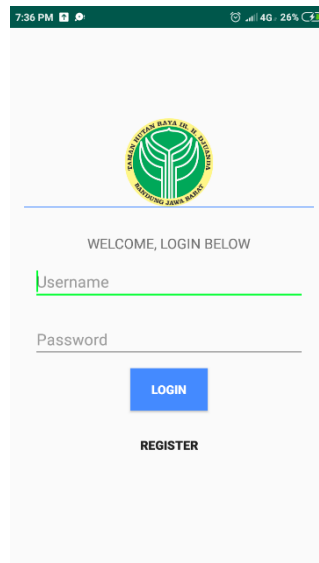 7:36 PM 4G 26%
TAMAN HUTAN RAYA IR. H. DJUANDA
BANDUNG JAWA BARAT
WELCOME, LOGIN BELOW
Username
Password
LOGIN
REGISTER